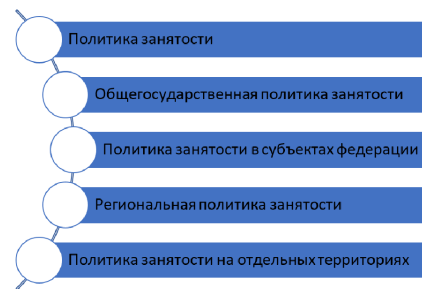 Политика занятости
Общегосударственная политика занятости
Политика занятости в субъектах федерации
Региональная политика занятости
Политика занятости на отдельных территориях